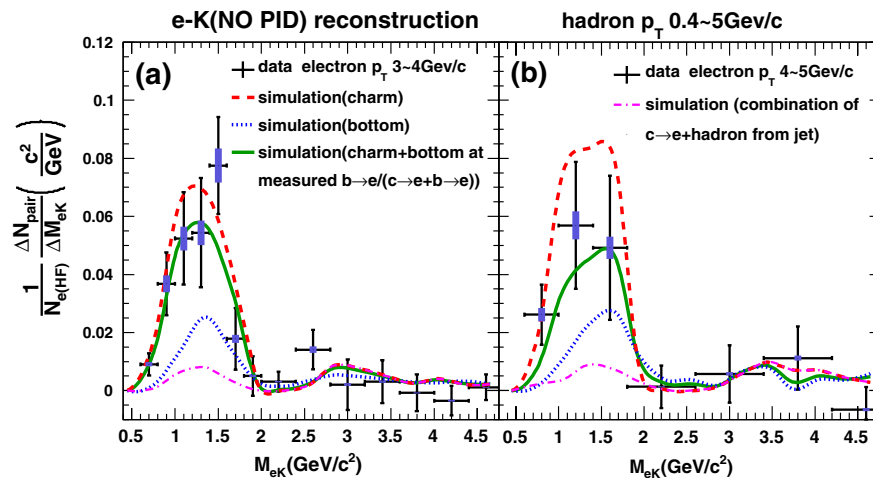 e-K(NO PID) reconstruction
hadron p_T 0.4~5Gev/c
0.12
0.1
0.08
0.06
0.04
0.02
0
1/N_e(HF) ΔN_pair/ΔM_eK (c²/GeV)
(a)
data electron p_T 3~4Gev/c
simulation(charm)
simulation(bottom)
simulation(charm+bottom at
measured b→e/(c→e+b→e))
0.5 1 1.5 2 2.5 3 3.5 4 4.5
M_eK(GeV/c²)
(b)
data electron p_T 4~5Gev/c
simulation (combination of
c→e+hadron from jet)
0.5 1 1.5 2 2.5 3 3.5 4 4.5
M_eK(GeV/c²)